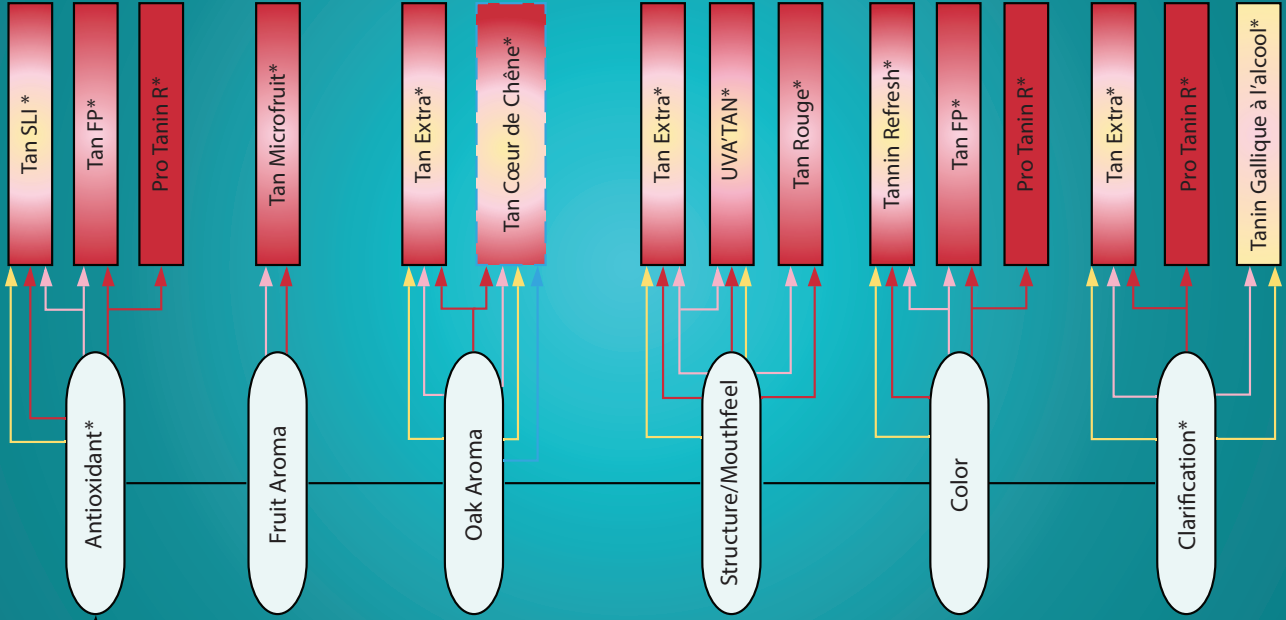 Tan SLI *
Tan FP*
Pro Tanin R*
Tan Microfruit*
Tan Extra*
Tan Cœur de Chêne*
Tan Extra*
UVA'TAN*
Tan Rouge*
Tannin Refresh*
Tan FP*
Pro Tanin R*
Tan Extra*
Pro Tanin R*
Tanin Gallique à l'alcool*
Antioxidant*
Fruit Aroma
Oak Aroma
Structure/Mouthfeel
Color
Clarification*